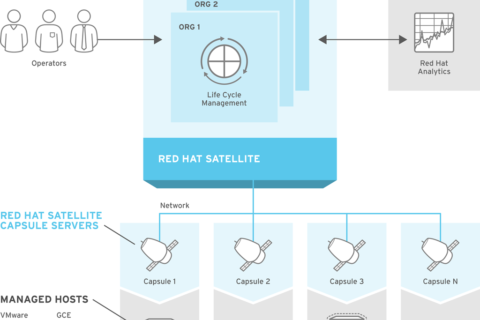 ORG 2
ORG 1
Operators
Life Cycle
Management
Red Hat
Analytics
RED HAT SATELLITE
Network
RED HAT SATELLITE
CAPSULE SERVERS
Capsule 1
Capsule 2
Capsule 3
Capsule N
MANAGED HOSTS
VMware
GCE